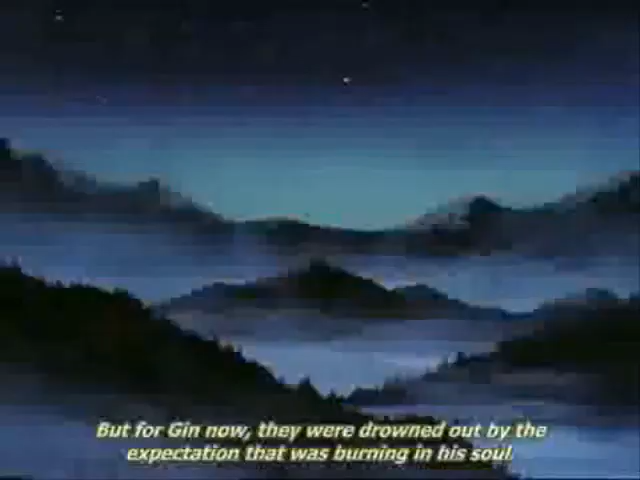 But for Gin now, they were drowned out by the
expectation that was burning in his soul